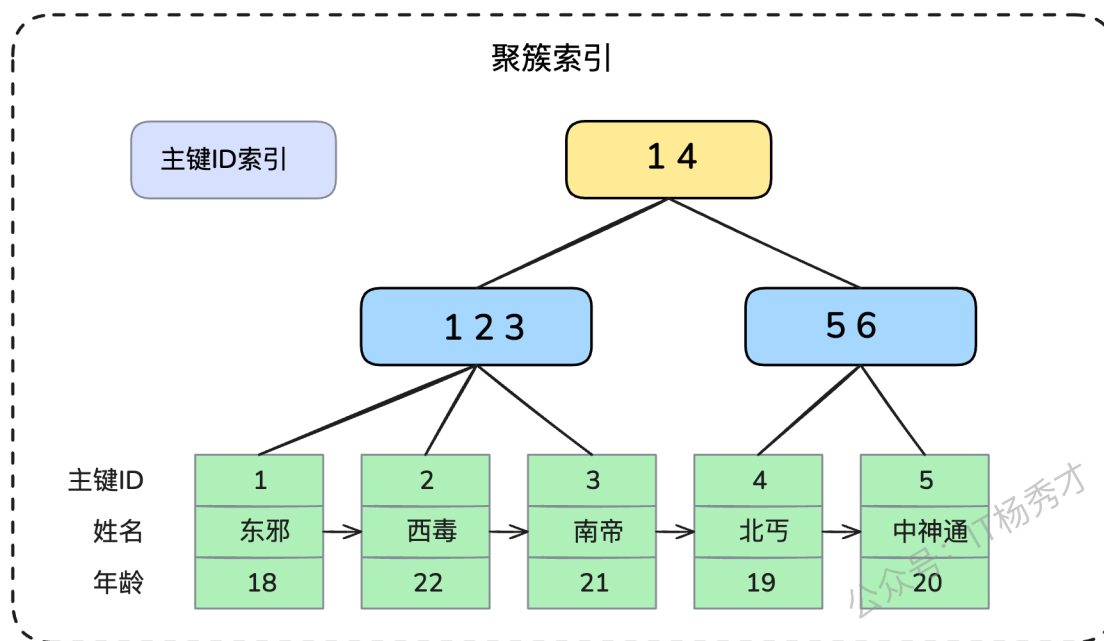 聚簇索引
主键ID索引
1 4
1 2 3
5 6
主键ID 1 2 3 4 5
姓名 东邪 西毒 南帝 北丐 中神通
年龄 18 22 21 19 20
公众号：IT杨秀才